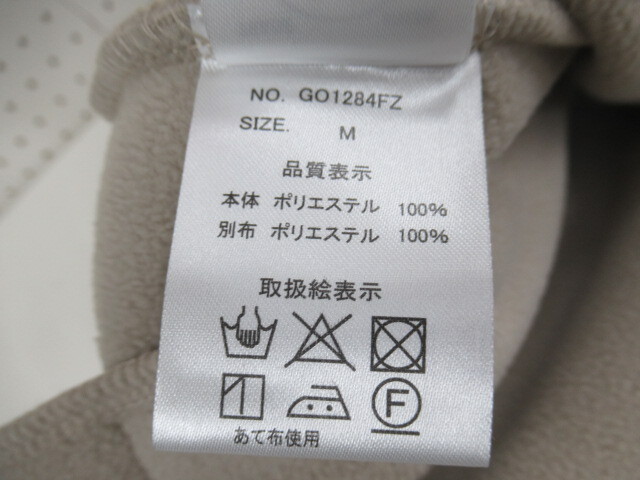 NO. GO1284FZ
SIZE. M
品質表示
本体 ポリエステル 100%
別布 ポリエステル 100%
取扱絵表示
F
あて布使用